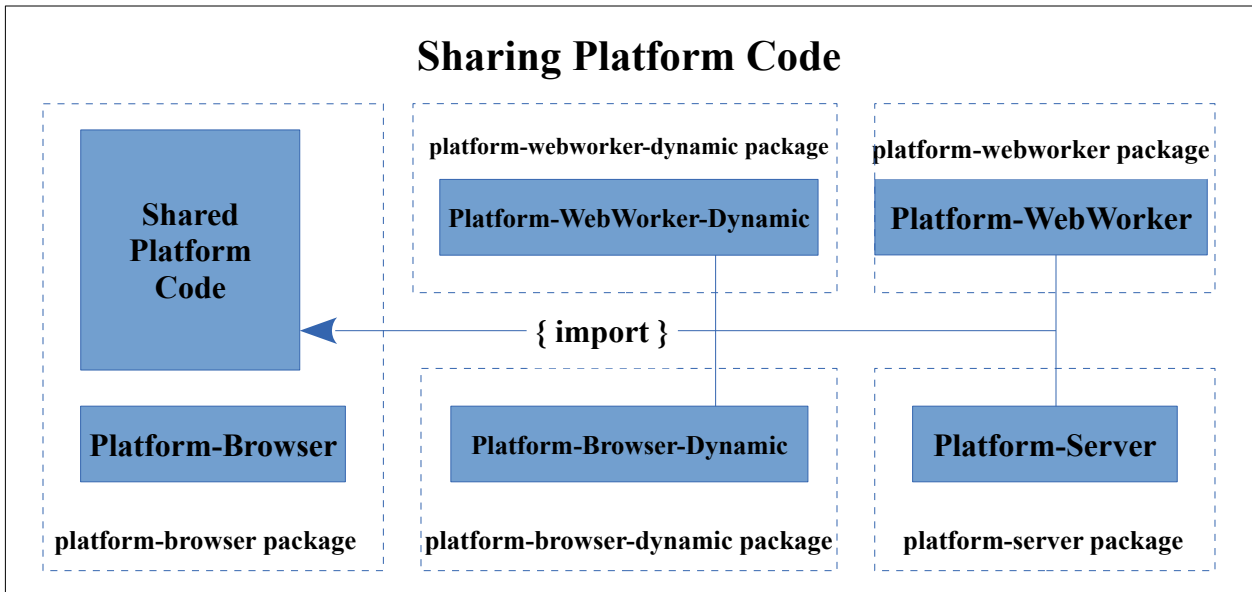 Sharing Platform Code
Shared
Platform
Code
Platform-Browser
platform-browser package
platform-webworker-dynamic package
Platform-WebWorker-Dynamic
platform-webworker package
Platform-WebWorker
{ import }
Platform-Browser-Dynamic
platform-browser-dynamic package
Platform-Server
platform-server package